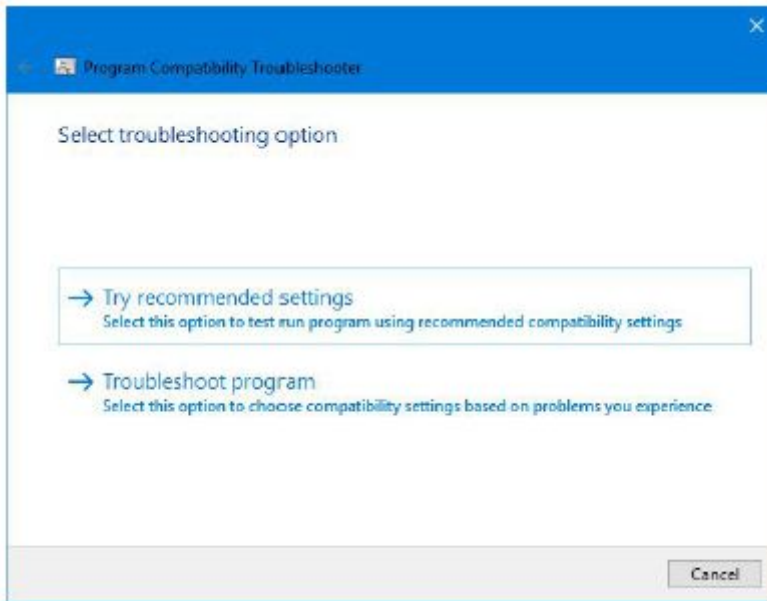 Program Compatibility Troubleshooter
Select troubleshooting option
Try recommended settings
Select this option to test run program using recommended compatibility settings
Troubleshoot program
Select this option to choose compatibility settings based on problems you experience
Cancel